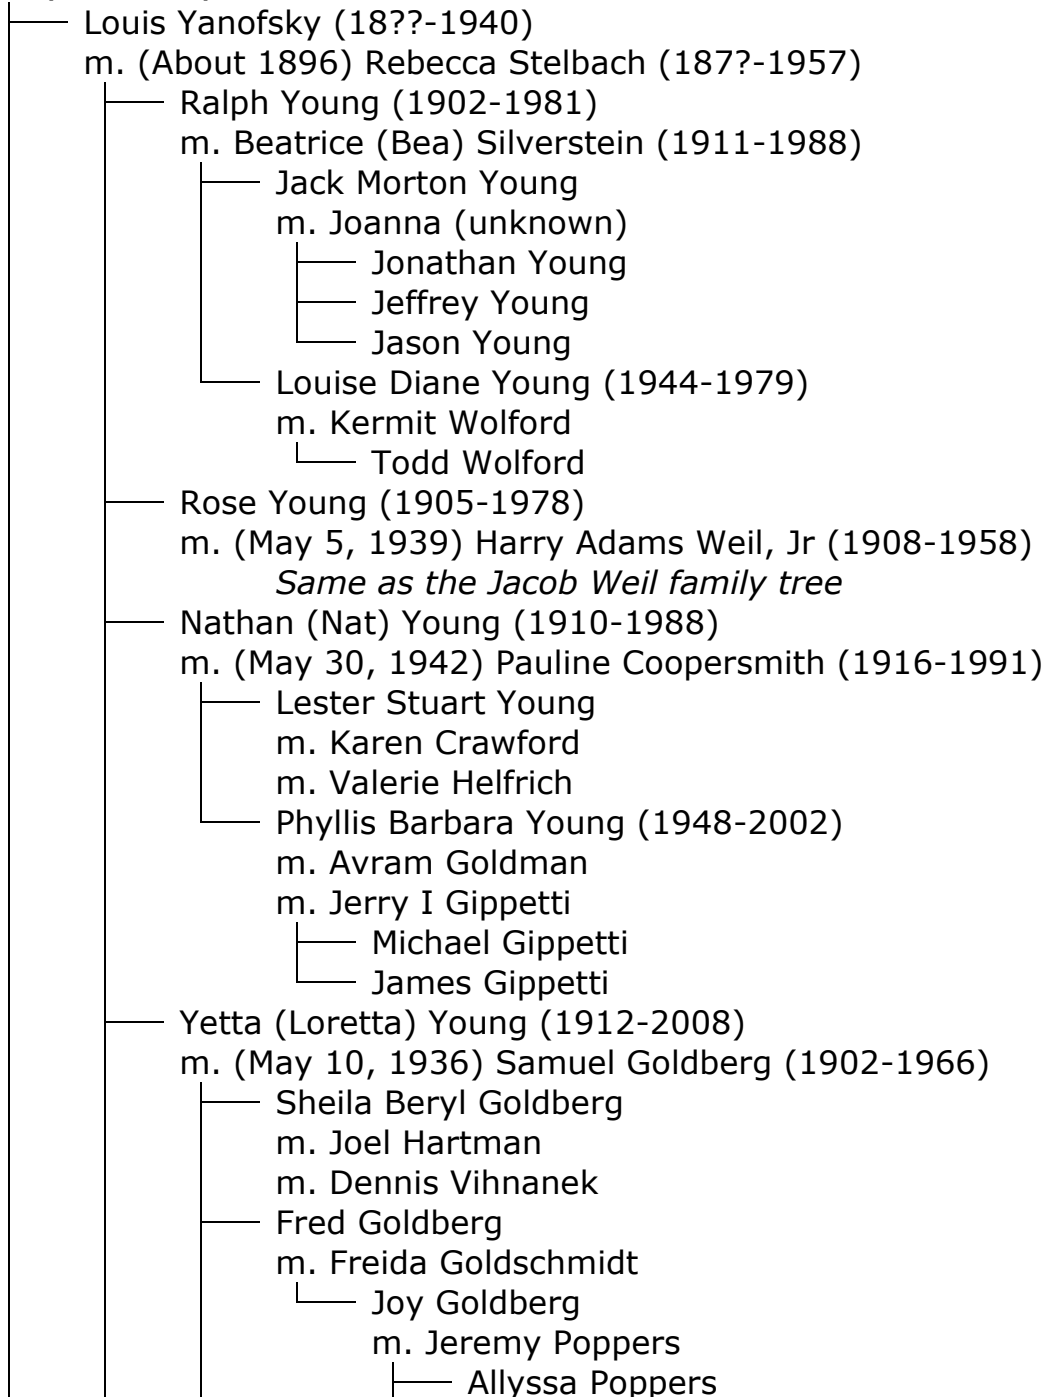 Louis Yanofsky (18??-1940)
m. (About 1896) Rebecca Stelbach (187?-1957)
Ralph Young (1902-1981)
m. Beatrice (Bea) Silverstein (1911-1988)
Jack Morton Young
m. Joanna (unknown)
Jonathan Young
Jeffrey Young
Jason Young
Louise Diane Young (1944-1979)
m. Kermit Wolford
Todd Wolford
Rose Young (1905-1978)
m. (May 5, 1939) Harry Adams Weil, Jr (1908-1958)
Same as the Jacob Weil family tree
Nathan (Nat) Young (1910-1988)
m. (May 30, 1942) Pauline Coopersmith (1916-1991)
Lester Stuart Young
m. Karen Crawford
m. Valerie Helfrich
Phyllis Barbara Young (1948-2002)
m. Avram Goldman
m. Jerry I Gippetti
Michael Gippetti
James Gippetti
Yetta (Loretta) Young (1912-2008)
m. (May 10, 1936) Samuel Goldberg (1902-1966)
Sheila Beryl Goldberg
m. Joel Hartman
m. Dennis Vihnanek
Fred Goldberg
m. Freida Goldschmidt
Joy Goldberg
m. Jeremy Poppers
Allyssa Poppers